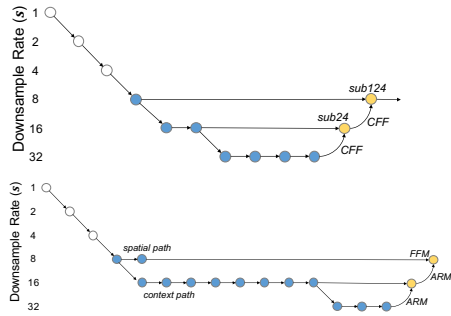 Downsample Rate (s)
1
2
4
8
16
32
sub124
sub24
CFF
CFF
Downsample Rate (s)
1
2
4
8
16
32
spatial path
context path
FFM
ARM
ARM